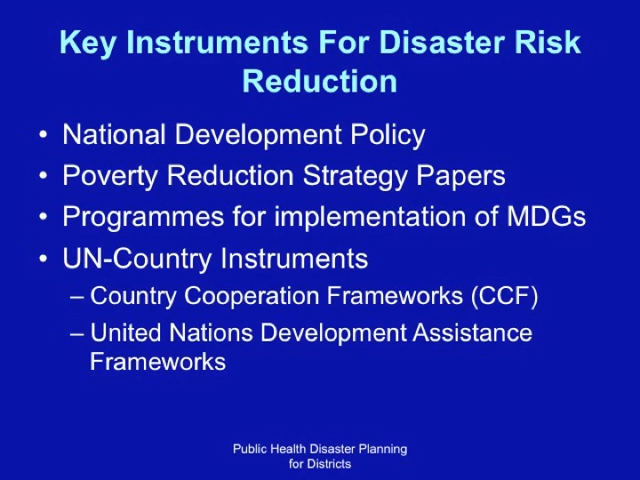 Key Instruments For Disaster Risk
Reduction
• National Development Policy
• Poverty Reduction Strategy Papers
• Programmes for implementation of MDGs
• UN-Country Instruments
– Country Cooperation Frameworks (CCF)
– United Nations Development Assistance
Frameworks
Public Health Disaster Planning
for Districts